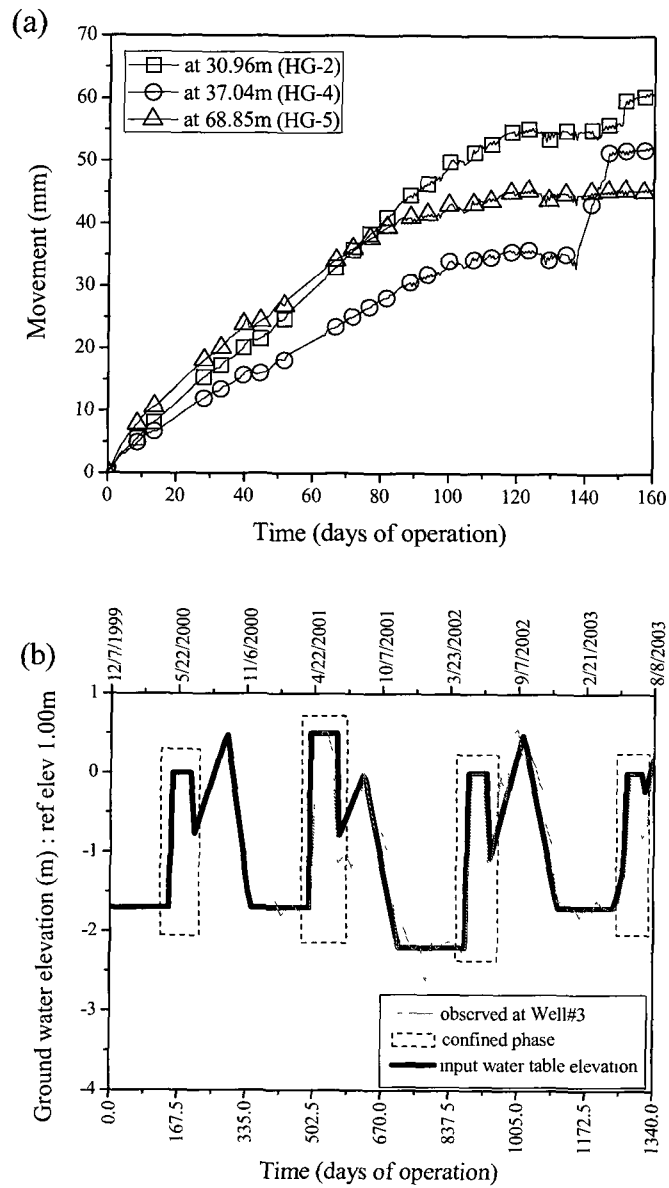 (a)
70
60
50
40
30
20
10
0
Movement (mm)
at 30.96m (HG-2)
at 37.04m (HG-4)
at 68.85m (HG-5)
0 20 40 60 80 100 120 140 160
Time (days of operation)
(b)
12/7/1999 5/22/2000 11/6/2000 4/22/2001 10/7/2001 3/23/2002 9/7/2002 2/21/2003 8/8/2003
1
0
-1
-2
-3
-4
Ground water elevation (m) : ref elev 1.00m
observed at Well#3
confined phase
input water table elevation
0.0 167.5 335.0 502.5 670.0 837.5 1005.0 1172.5 1340.0
Time (days of operation)